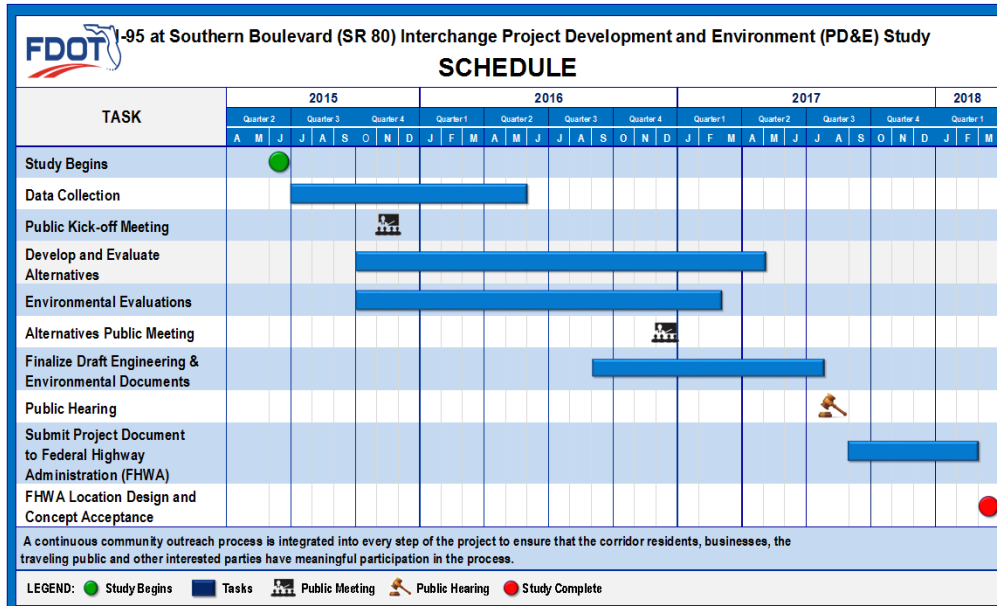 FDOT
I-95 at Southern Boulevard (SR 80) Interchange Project Development and Environment (PD&E) Study
SCHEDULE
TASK
2015 2016 2017 2018
Quarter 2 Quarter 3 Quarter 4 Quarter 1 Quarter 2 Quarter 3 Quarter 4 Quarter 1 Quarter 2 Quarter 3 Quarter 4 Quarter 1
A M J J A S O N D J F M A M J J A S O N D J F M A M J J A S O N D J F M
Study Begins
Data Collection
Public Kick-off Meeting
Develop and Evaluate
Alternatives
Environmental Evaluations
Alternatives Public Meeting
Finalize Draft Engineering &
Environmental Documents
Public Hearing
Submit Project Document
to Federal Highway
Administration (FHWA)
FHWA Location Design and
Concept Acceptance
A continuous community outreach process is integrated into every step of the project to ensure that the corridor residents, businesses, the
traveling public and other interested parties have meaningful participation in the process.
LEGEND: Study Begins Tasks Public Meeting Public Hearing Study Complete